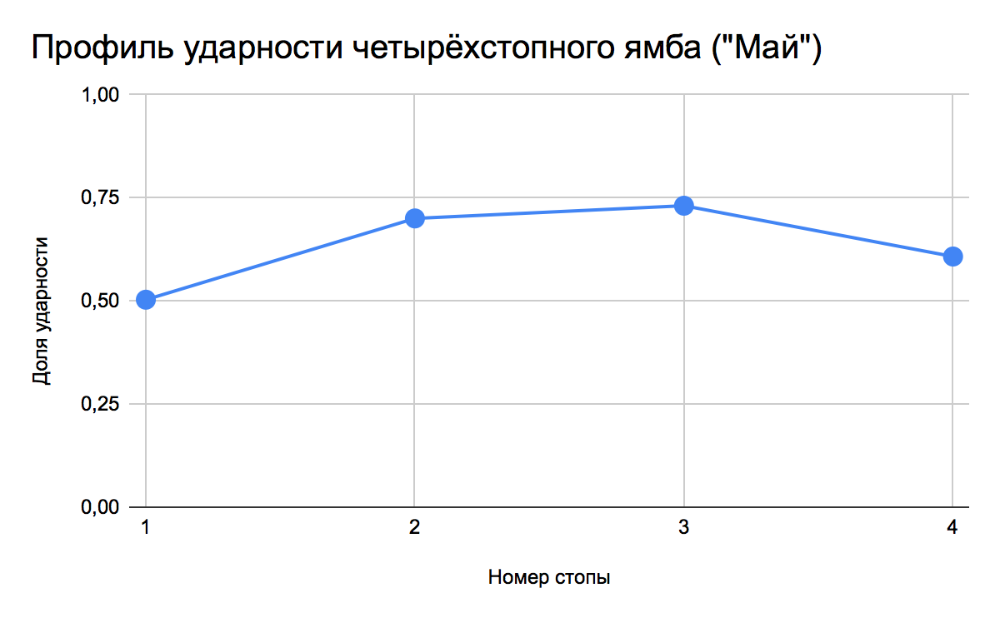 Профиль ударности четырёхстопного ямба ("Май")
1,00
0,75
0,50
0,25
0,00
Доля ударности
1 2 3 4
Номер стопы